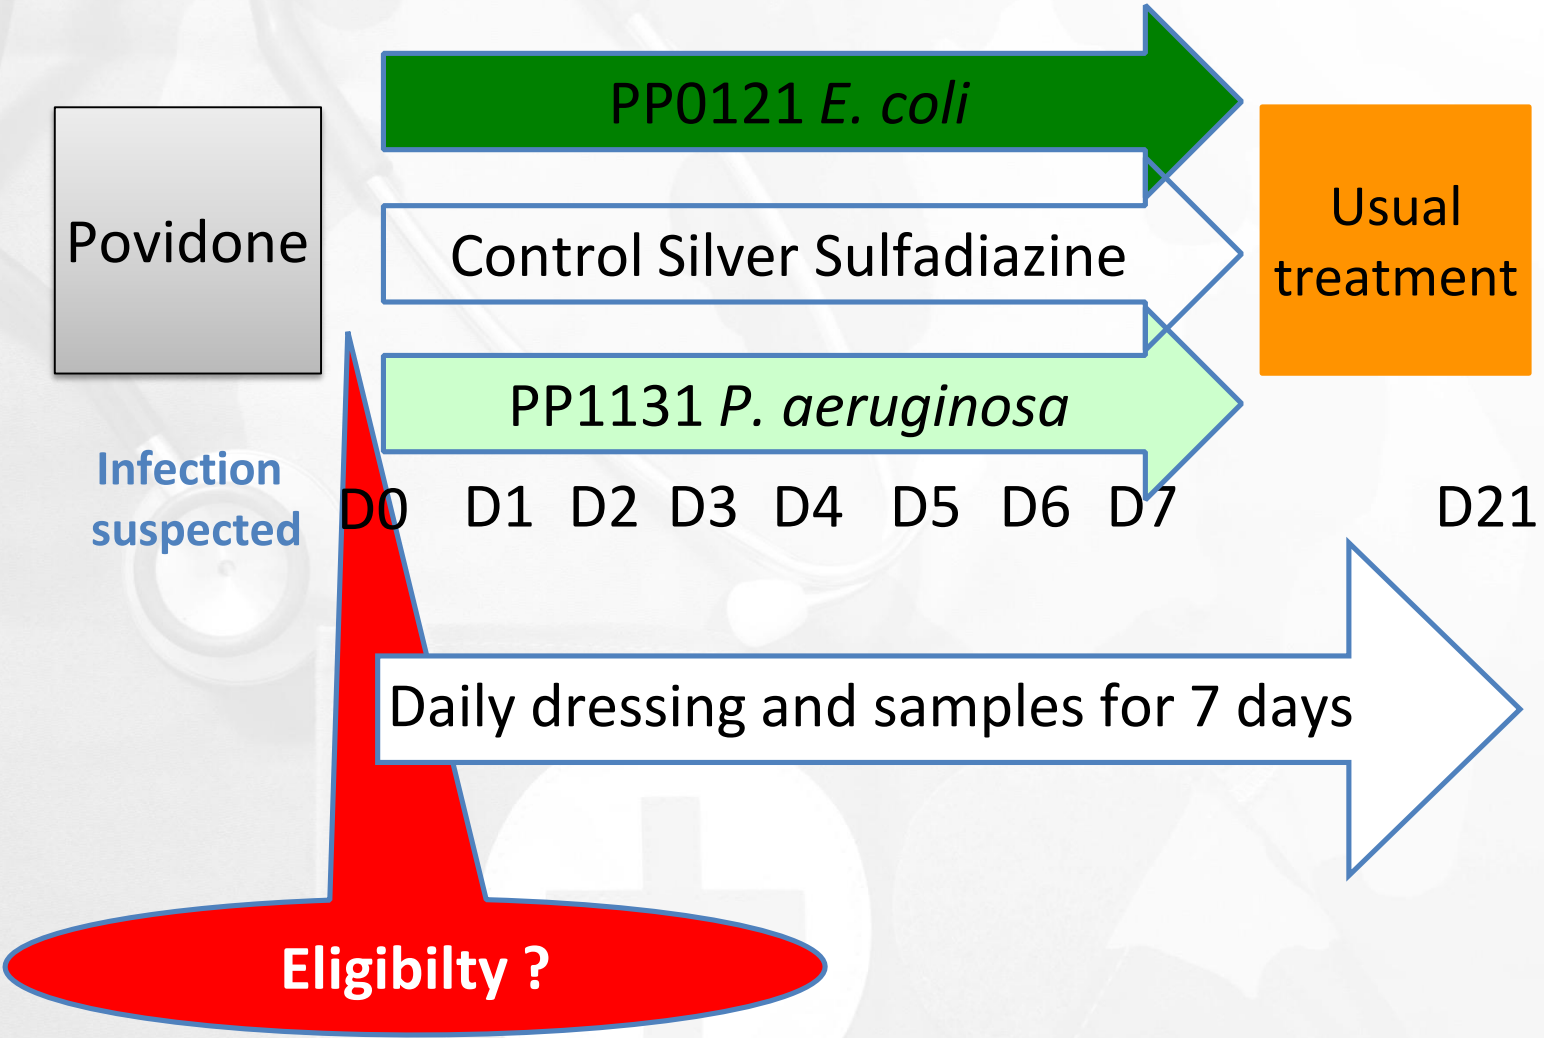 PP0121 E. coli
Povidone
Control Silver Sulfadiazine
Usual
treatment
PP1131 P. aeruginosa
Infection
suspected
D0 D1 D2 D3 D4 D5 D6 D7 D21
Daily dressing and samples for 7 days
Eligibilty ?